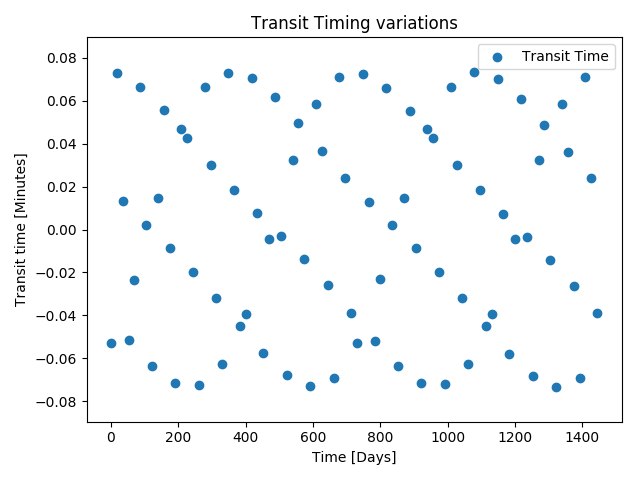 Transit Timing variations
Transit Time
0.08
0.06
0.04
0.02
0.00
−0.02
−0.04
−0.06
−0.08
Transit time [Minutes]
0 200 400 600 800 1000 1200 1400
Time [Days]